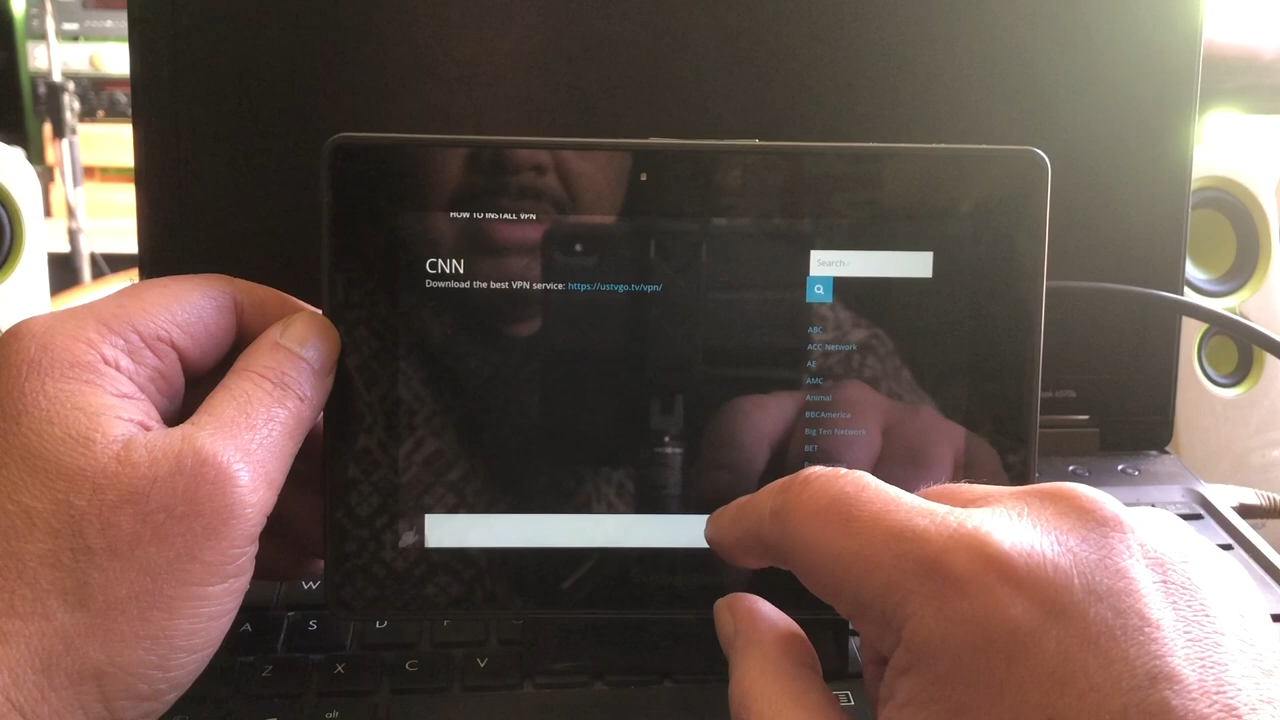 HOW TO INSTALL VPN
CNN
Download the best VPN service: https://ustvgo.tv/vpn/
Search
ABC
ACC Network
AE
AMC
Animal
BBCAmerica
Big Ten Network
BET
W
A S D F
Z X C V
alt